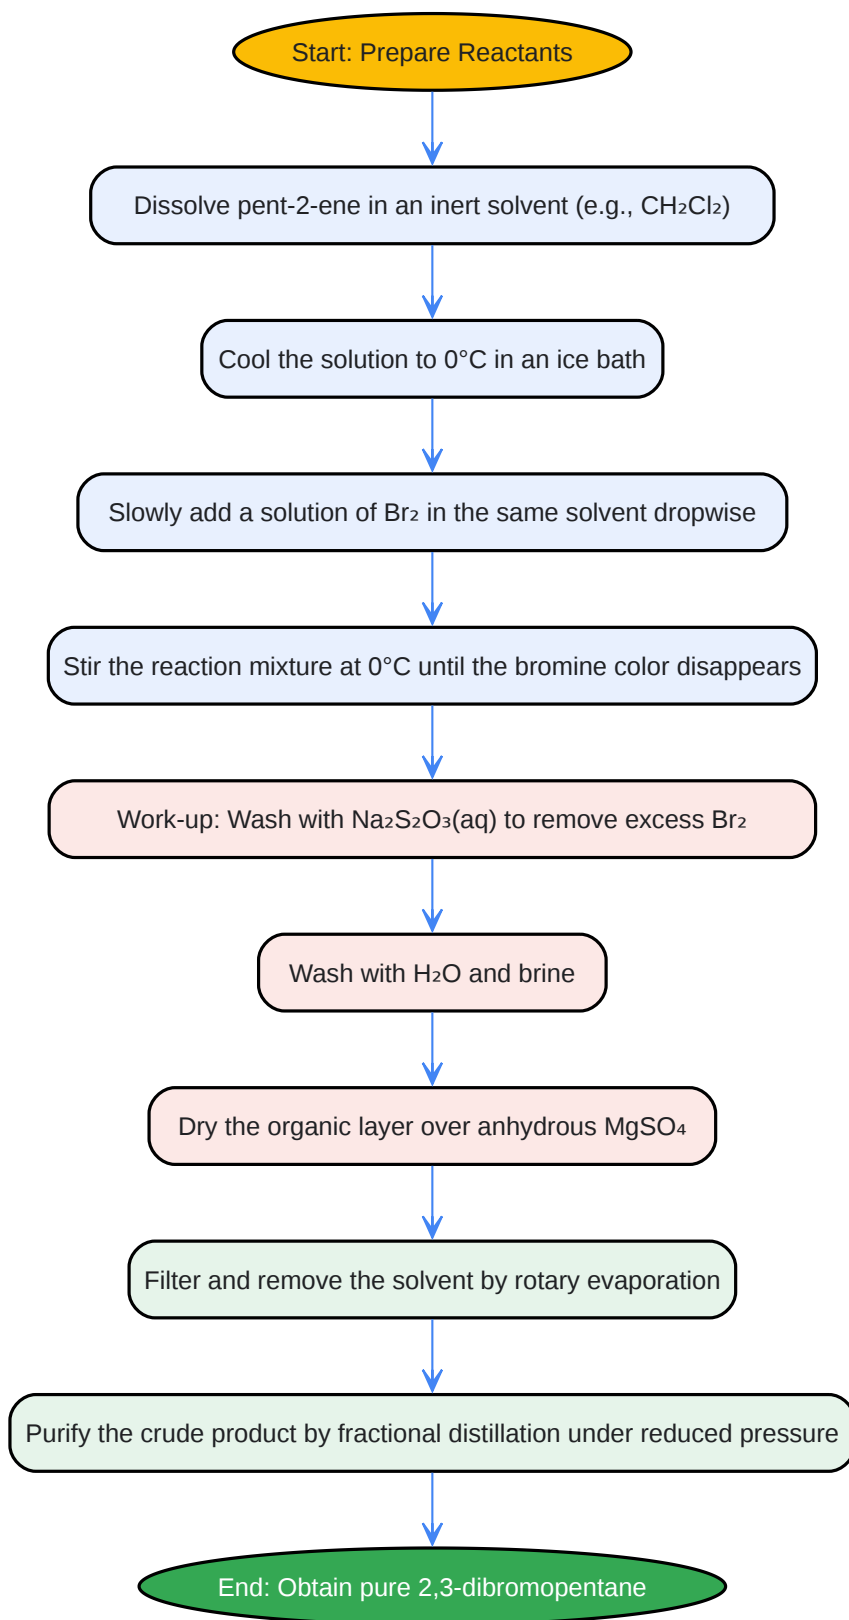 Start: Prepare Reactants
Dissolve pent-2-ene in an inert solvent (e.g., CH₂Cl₂)
Cool the solution to 0°C in an ice bath
Slowly add a solution of Br₂ in the same solvent dropwise
Stir the reaction mixture at 0°C until the bromine color disappears
Work-up: Wash with Na₂S₂O₃(aq) to remove excess Br₂
Wash with H₂O and brine
Dry the organic layer over anhydrous MgSO₄
Filter and remove the solvent by rotary evaporation
Purify the crude product by fractional distillation under reduced pressure
End: Obtain pure 2,3-dibromopentane